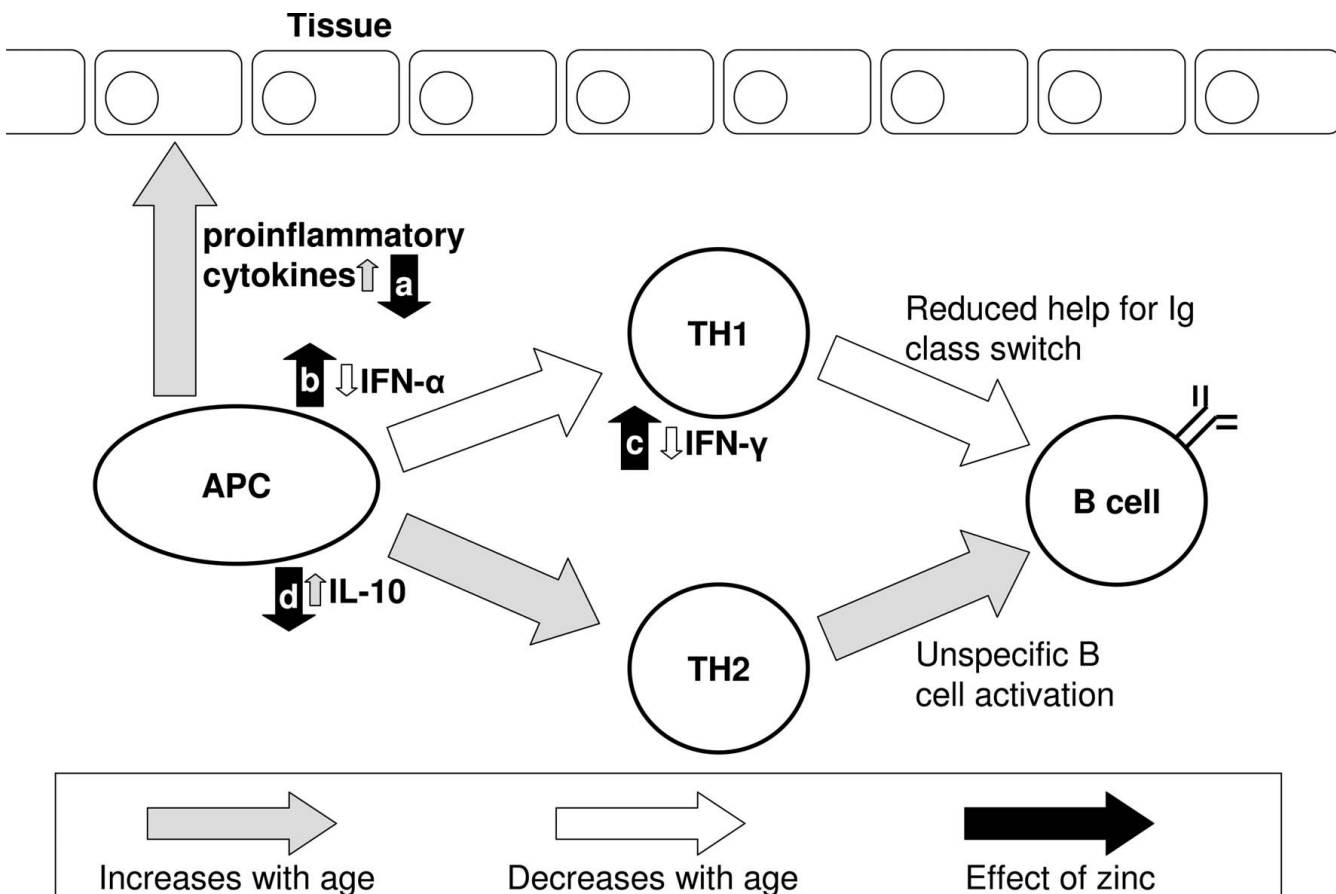 Tissue
proinflammatory
cytokines
a
b
IFN-α
APC
d
IL-10
TH1
c
IFN-γ
TH2
Reduced help for Ig
class switch
B cell
Unspecific B
cell activation
Increases with age
Decreases with age
Effect of zinc